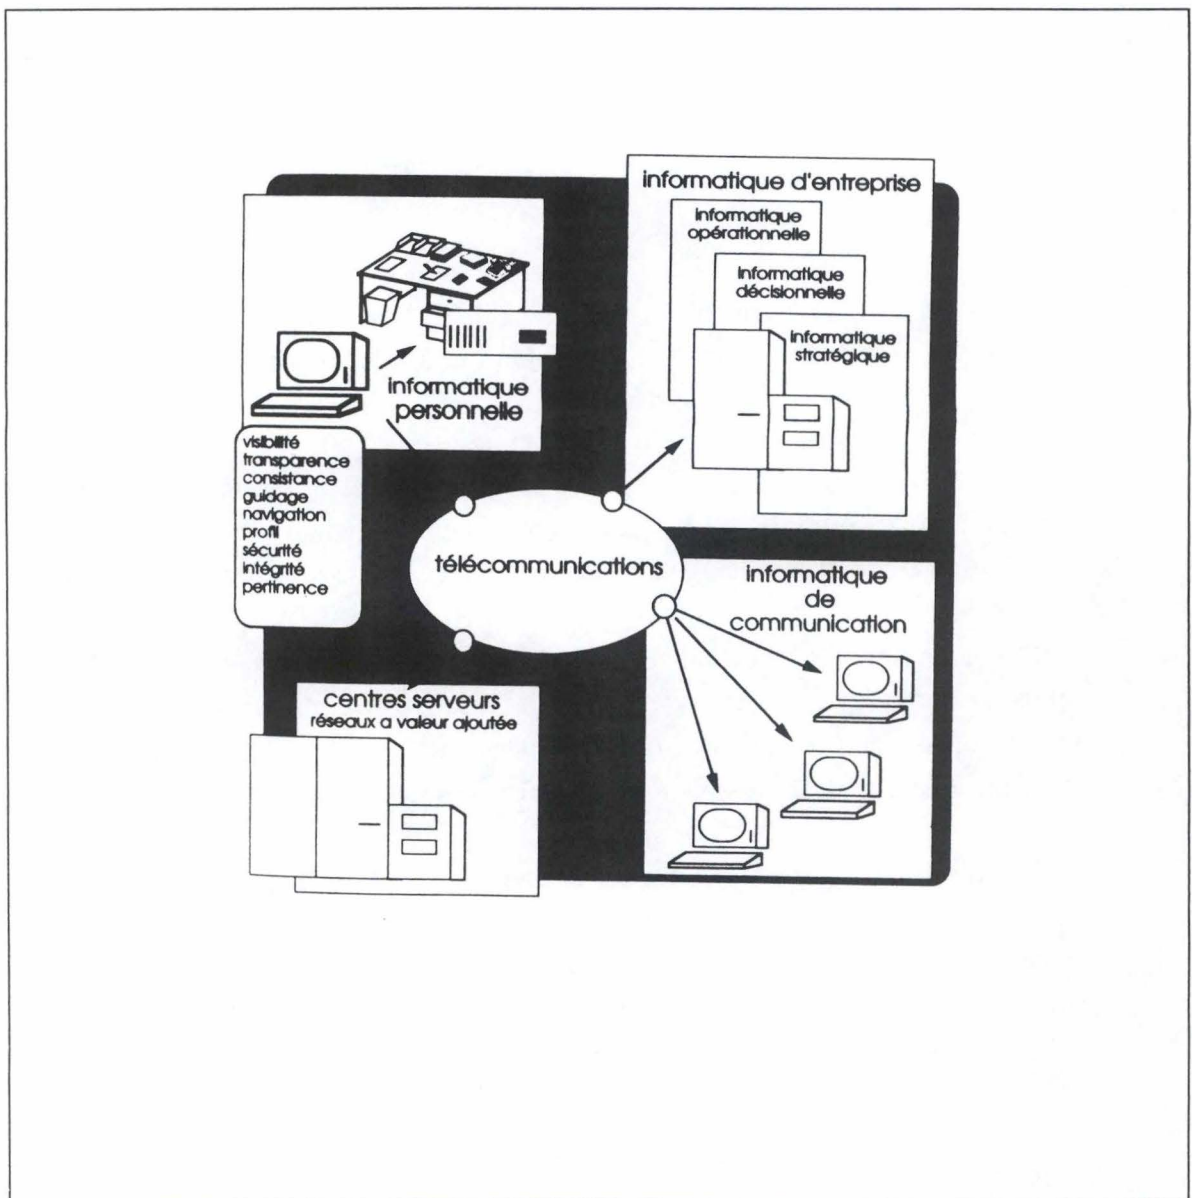 informatique d'entreprise
informatique
opérationnelle
informatique
décisionnelle
informatique
stratégique
informatique
personnelle
visibilité
transparence
consistance
guidage
navigation
profil
sécurité
intégrité
pertinence
télécommunications
informatique
de
communication
centres serveurs
réseaux a valeur ajoutée